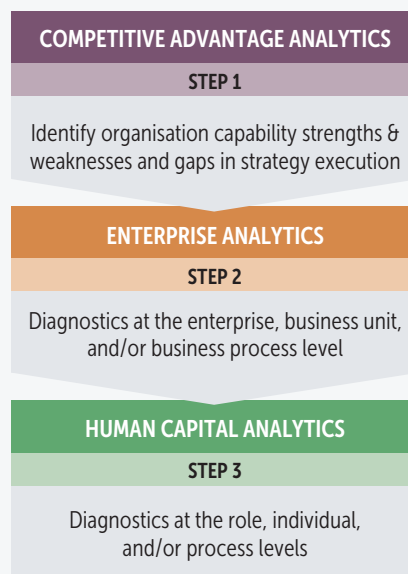 COMPETITIVE ADVANTAGE ANALYTICS
STEP 1
Identify organisation capability strengths &
weaknesses and gaps in strategy execution
ENTERPRISE ANALYTICS
STEP 2
Diagnostics at the enterprise, business unit,
and/or business process level
HUMAN CAPITAL ANALYTICS
STEP 3
Diagnostics at the role, individual,
and/or process levels